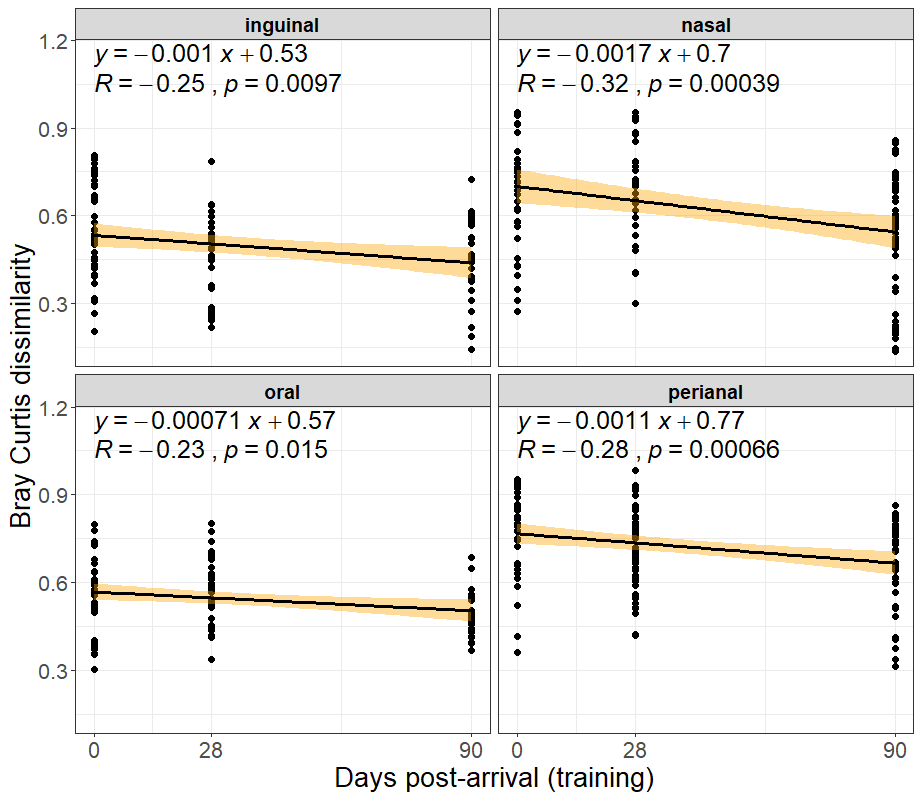 inguinal
y = −0.001 x + 0.53
R = −0.25 , p = 0.0097
nasal
y = −0.0017 x + 0.7
R = −0.32 , p = 0.00039
1.2
0.9
0.6
0.3
oral
y = −0.00071 x + 0.57
R = −0.23 , p = 0.015
perianal
y = −0.0011 x + 0.77
R = −0.28 , p = 0.00066
1.2
0.9
0.6
0.3
Bray Curtis dissimilarity
0 28 90
0 28 90
Days post-arrival (training)